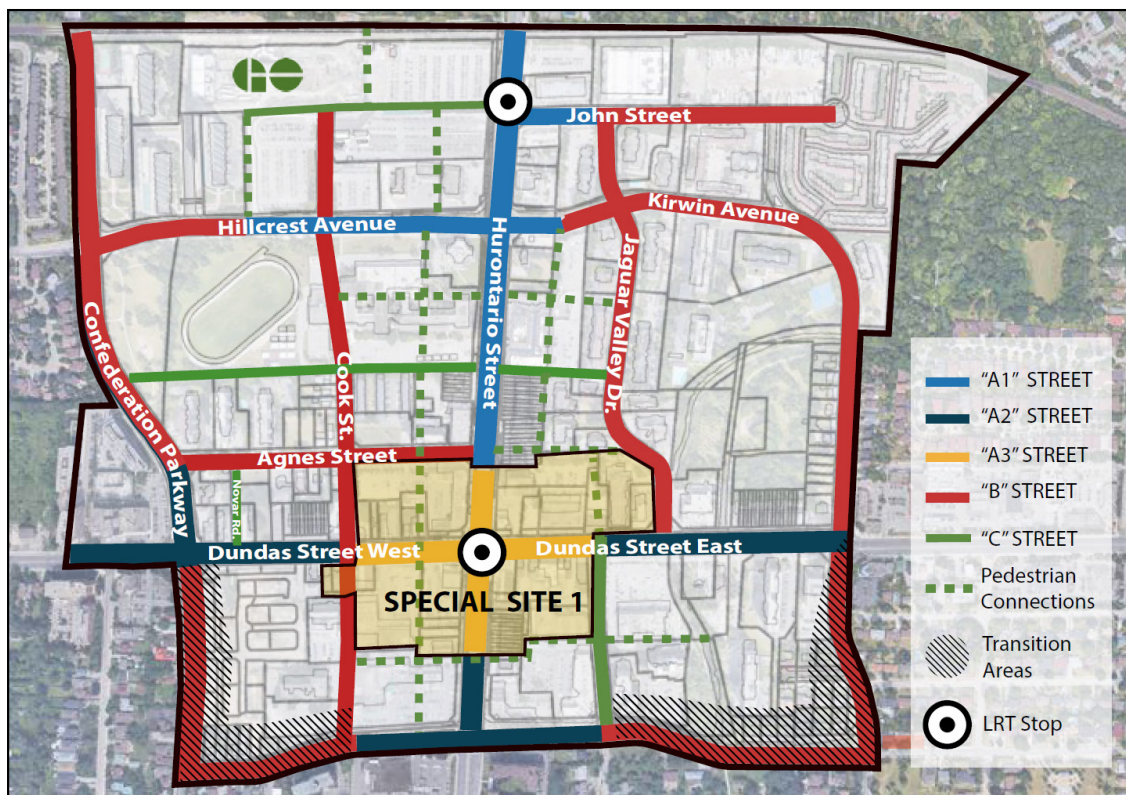 GO
John Street
Kirwin Avenue
Hillcrest Avenue
Hurontario Street
Jaguar Valley Dr.
Confederation Parkway
Cook St.
Agnes Street
Novar Rd.
Dundas Street West
Dundas Street East
SPECIAL SITE 1
"A1" STREET
"A2" STREET
"A3" STREET
"B" STREET
"C" STREET
Pedestrian
Connections
Transition
Areas
LRT Stop